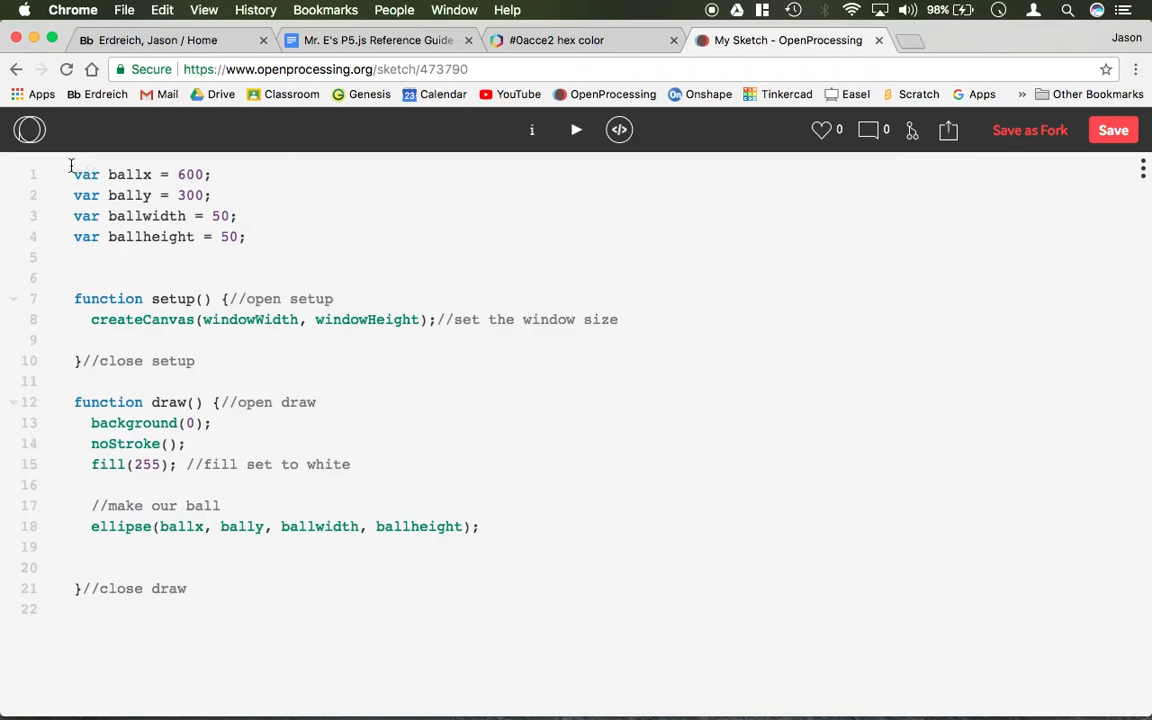 Chrome File Edit View History Bookmarks People Window Help 98%
Bb Erdreich, Jason / Home Mr. E's P5.js Reference Guide #0acce2 hex color My Sketch - OpenProcessing Jason
Secure https://www.openprocessing.org/sketch/473790
Apps Bb Erdreich Mail Drive Classroom Genesis 23 Calendar YouTube OpenProcessing On Onshape Tinkercad Easel Scratch Apps » Other Bookmarks
i </> 0 0 Save as Fork Save
1 var ballx = 600;
2 var bally = 300;
3 var ballwidth = 50;
4 var ballheight = 50;
5
6
7 function setup() {//open setup
8 createCanvas(windowWidth, windowHeight);//set the window size
9
10 }//close setup
11
12 function draw() {//open draw
13 background(0);
14 noStroke();
15 fill(255); //fill set to white
16
17 //make our ball
18 ellipse(ballx, bally, ballwidth, ballheight);
19
20
21 }//close draw
22